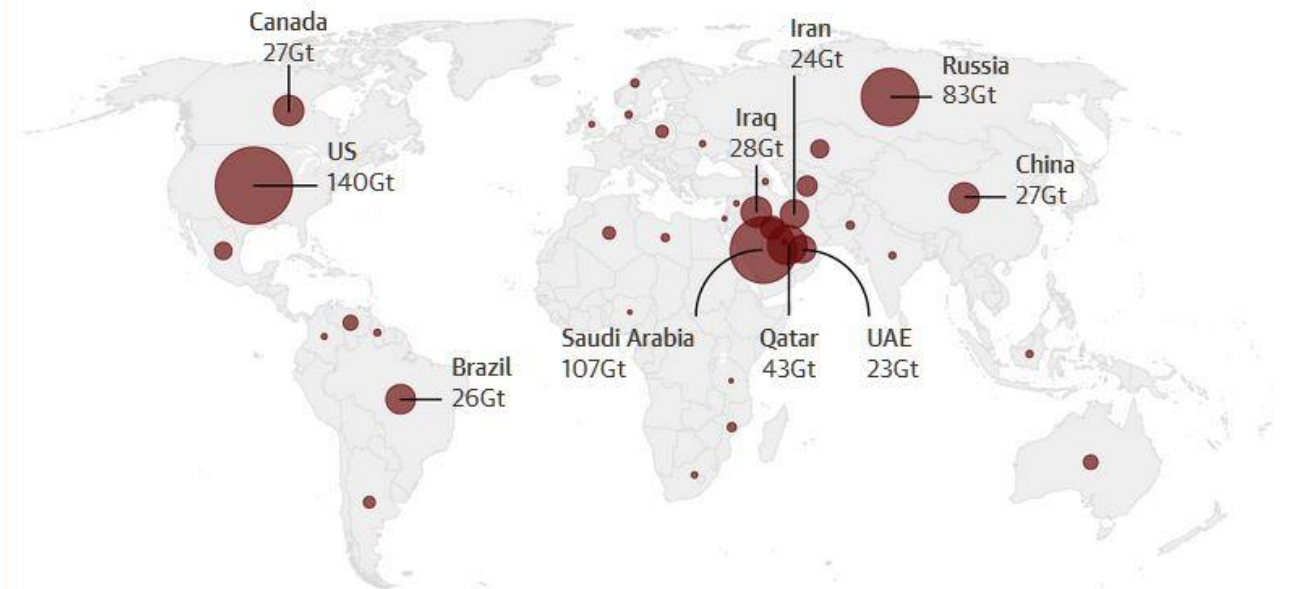 Canada
27Gt
Iran
24Gt
Russia
83Gt
Iraq
28Gt
US
140Gt
China
27Gt
Saudi Arabia
107Gt
Qatar
43Gt
UAE
23Gt
Brazil
26Gt